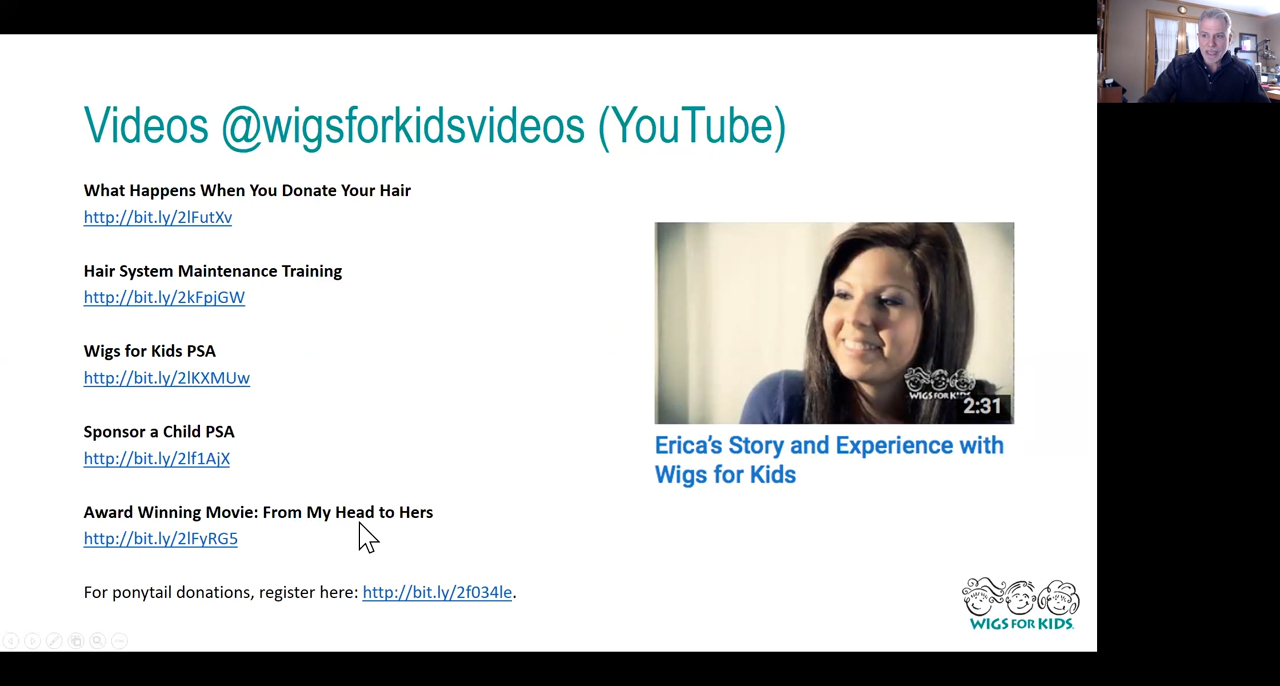 Videos @wigsforkidsvideos (YouTube)
What Happens When You Donate Your Hair
http://bit.ly/2lFutXv
Hair System Maintenance Training
http://bit.ly/2kFpjGW
Wigs for Kids PSA
http://bit.ly/2lKXMUw
Sponsor a Child PSA
http://bit.ly/2lf1AjX
Award Winning Movie: From My Head to Hers
http://bit.ly/2lFyRG5
For ponytail donations, register here: http://bit.ly/2f034le.
WIGS FOR KIDS
2:31
Erica's Story and Experience with
Wigs for Kids
WIGS FOR KIDS